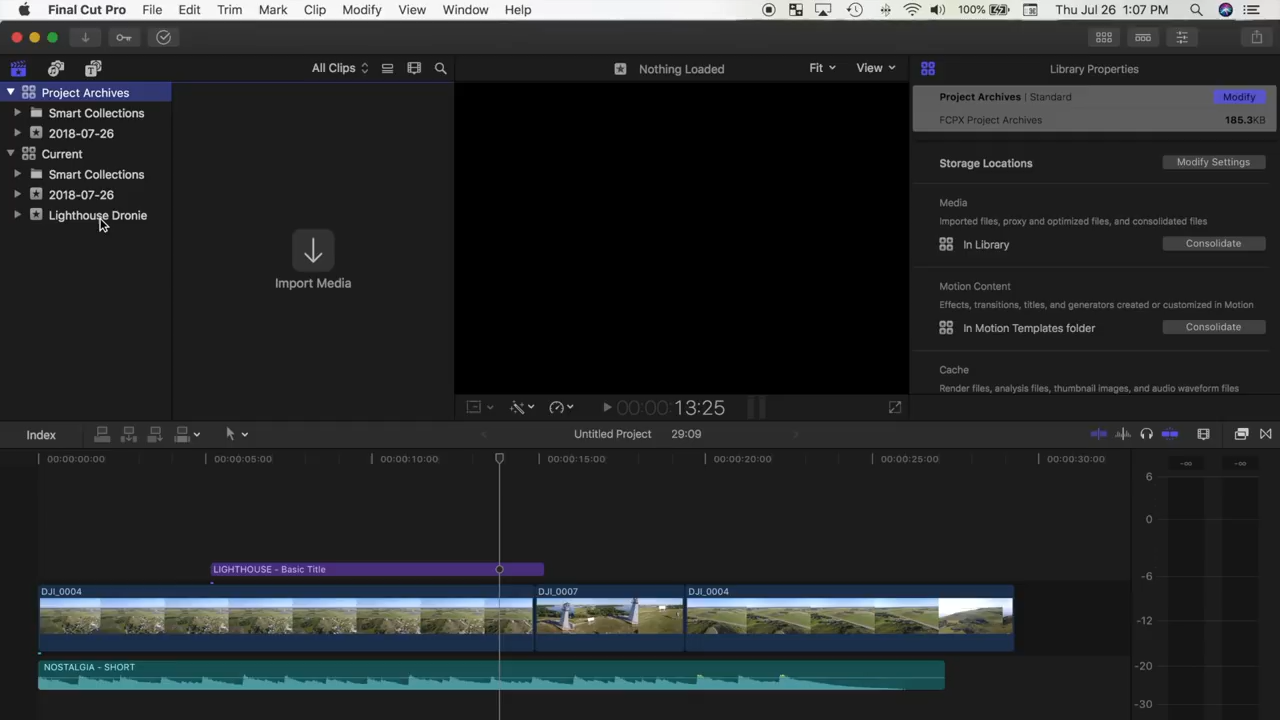 Final Cut Pro File Edit Trim Mark Clip Modify View Window Help 100% Thu Jul 26 1:07 PM
All Clips Nothing Loaded Fit View Library Properties
Project Archives
Smart Collections
2018-07-26
Current
Smart Collections
2018-07-26
Lighthouse Dronie
Import Media
Project Archives | Standard Modify
FCPX Project Archives 185.3KB
Storage Locations Modify Settings
Media
Imported files, proxy and optimized files, and consolidated files
In Library Consolidate
Motion Content
Effects, transitions, titles, and generators created or customized in Motion
In Motion Templates folder Consolidate
Cache
Render files, analysis files, thumbnail images, and audio waveform files
00:00:13:25
Index Untitled Project 29:09
00:00:00:00 00:00:05:00 00:00:10:00 00:00:15:00 00:00:20:00 00:00:25:00 00:00:30:00
LIGHTHOUSE - Basic Title
DJI_0004 DJI_0007 DJI_0004
NOSTALGIA - SHORT
-∞ -∞
6
0
-6
-12
-20
-30